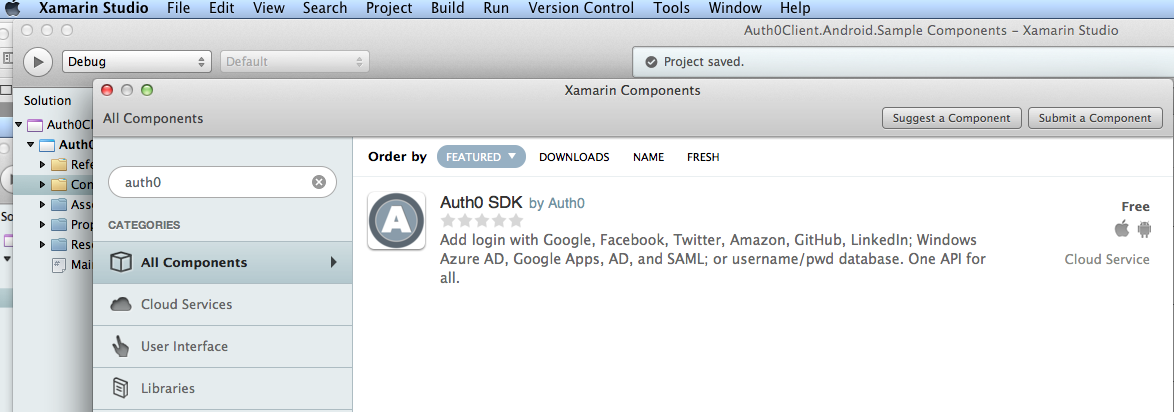 Xamarin Studio File Edit View Search Project Build Run Version Control Tools Window Help
Auth0Client.Android.Sample Components – Xamarin Studio
Debug Default Project saved.
Solution
Xamarin Components
All Components Suggest a Component Submit a Component
Auth0Cl
Auth0
Refe
Con
Asse
Prop
Reso
Main
So
auth0
CATEGORIES
All Components
Cloud Services
User Interface
Libraries
Order by FEATURED DOWNLOADS NAME FRESH
A
Auth0 SDK by Auth0
Free
Add login with Google, Facebook, Twitter, Amazon, GitHub, LinkedIn; Windows
Azure AD, Google Apps, AD, and SAML; or username/pwd database. One API for
all.
Cloud Service